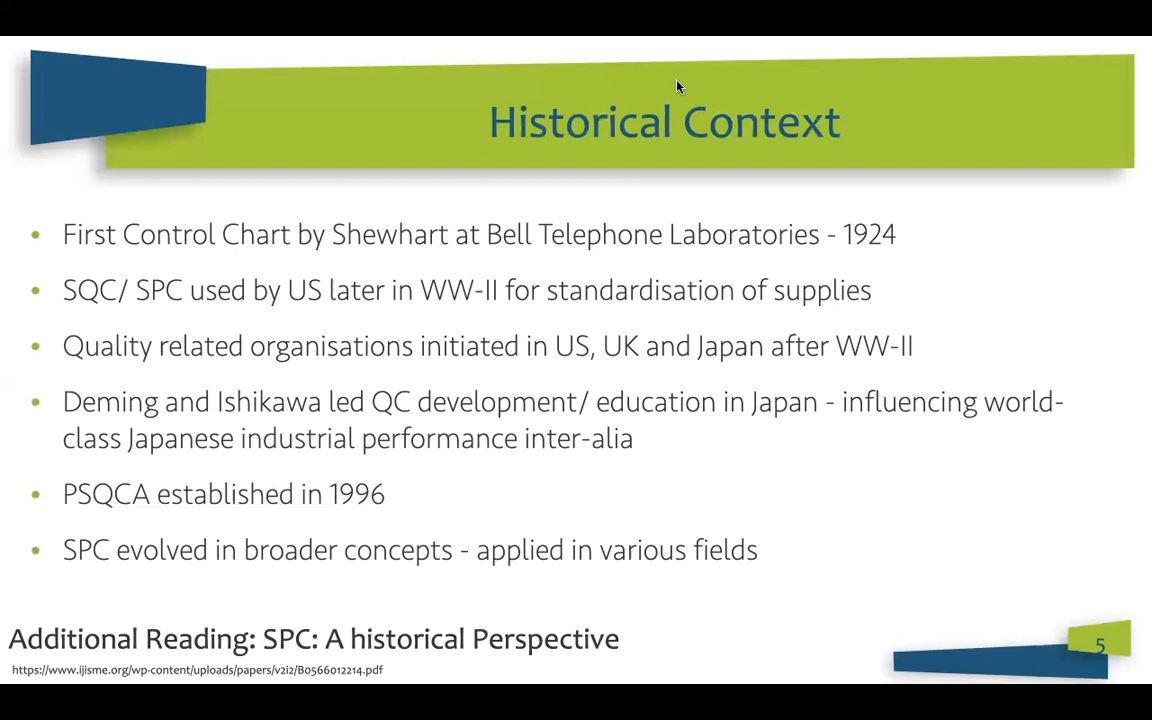 Historical Context
• First Control Chart by Shewhart at Bell Telephone Laboratories - 1924
• SQC/ SPC used by US later in WW-II for standardisation of supplies
• Quality related organisations initiated in US, UK and Japan after WW-II
• Deming and Ishikawa led QC development/ education in Japan - influencing world-
class Japanese industrial performance inter-alia
• PSQCA established in 1996
• SPC evolved in broader concepts - applied in various fields
Additional Reading: SPC: A historical Perspective
https://www.ijisme.org/wp-content/uploads/papers/v2i2/B0566012214.pdf
5